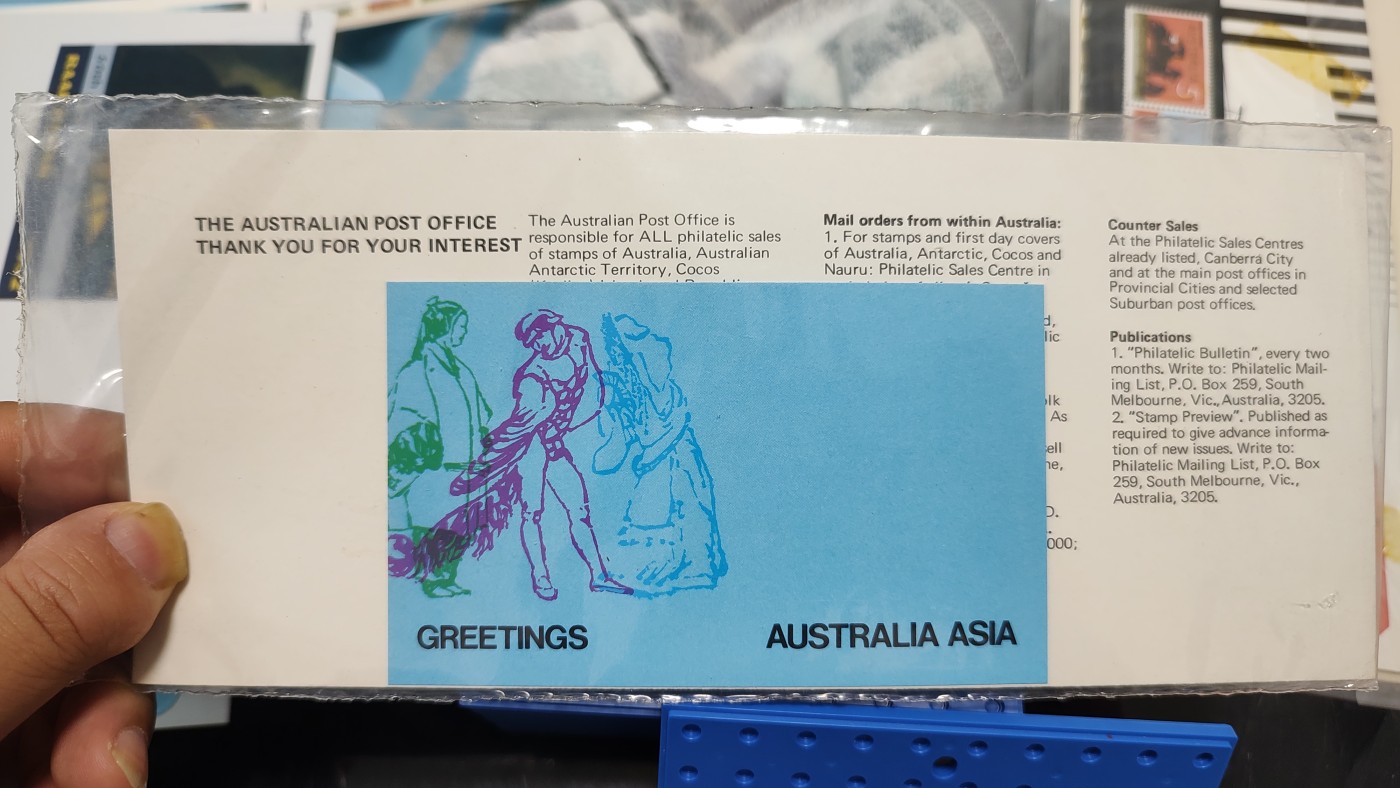 THE AUSTRALIAN POST OFFICE
THANK YOU FOR YOUR INTEREST
The Australian Post Office is
responsible for ALL philatelic sales
of stamps of Australia, Australian
Antarctic Territory, Cocos
Mail orders from within Australia:
1. For stamps and first day covers
of Australia, Antarctic, Cocos and
Nauru: Philatelic Sales Centre in
As
000;
Counter Sales
At the Philatelic Sales Centres
already listed, Canberra City
and at the main post offices in
Provincial Cities and selected
Suburban post offices.
Publications
1. "Philatelic Bulletin", every two
months. Write to: Philatelic Mail-
ing List, P.O. Box 259, South
Melbourne, Vic., Australia, 3205.
2. "Stamp Preview". Published as
required to give advance informa-
tion of new issues. Write to:
Philatelic Mailing List, P.O. Box
259, South Melbourne, Vic.,
Australia, 3205.
GREETINGS
AUSTRALIA ASIA
5